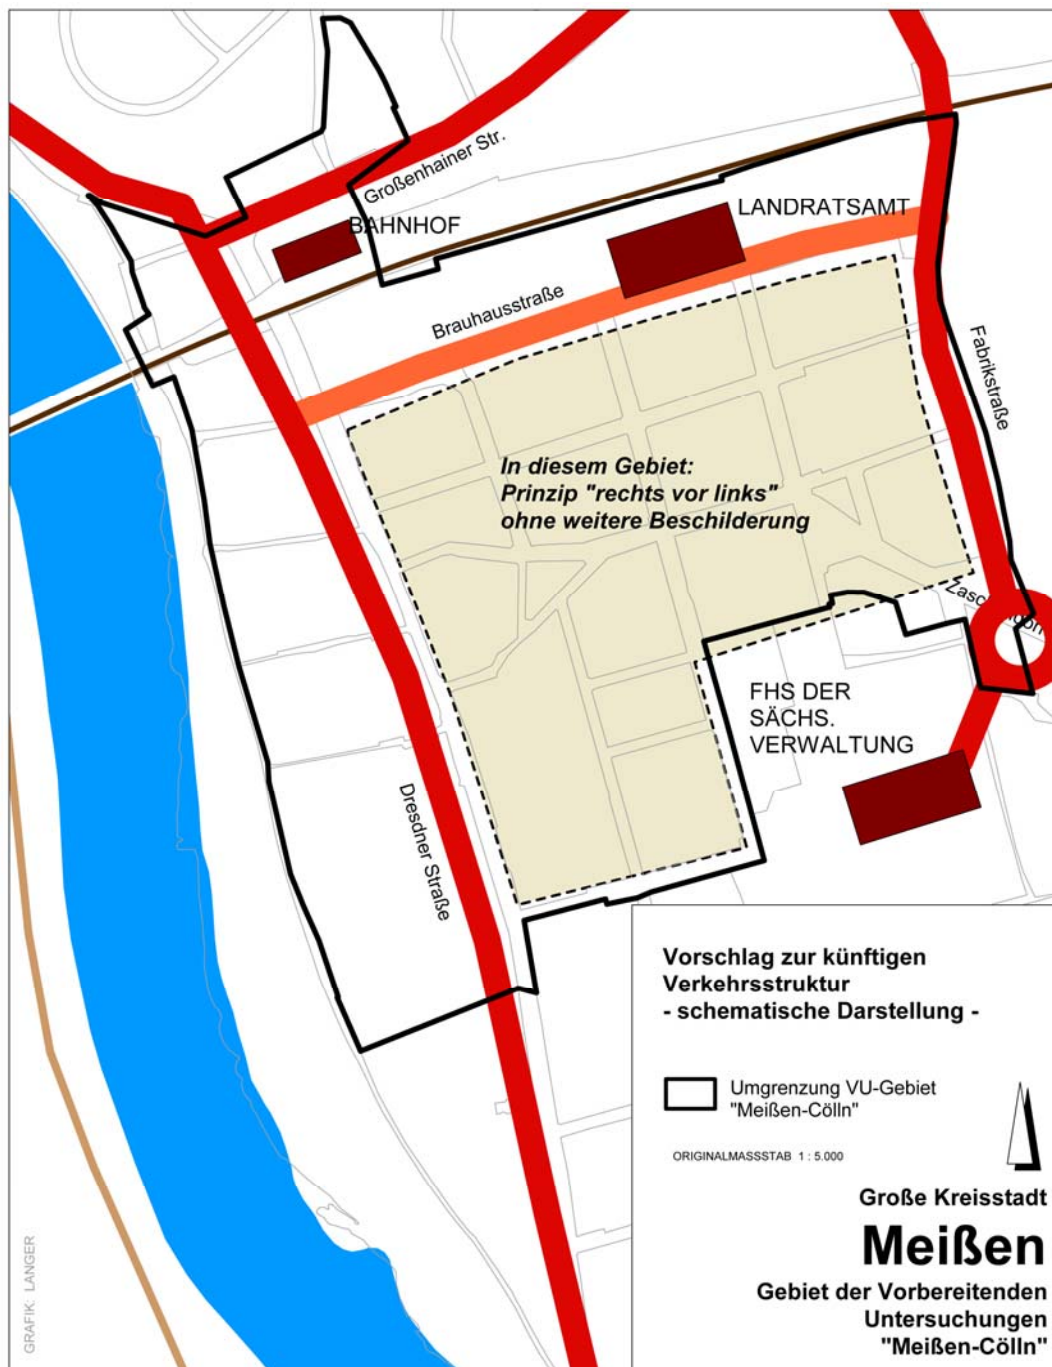 Großenhainer Str.
BAHNHOF
LANDRATSAMT
Brauhausstraße
Fabrikstraße
In diesem Gebiet:
Prinzip "rechts vor links"
ohne weitere Beschilderung
FHS DER
SÄCHS.
VERWALTUNG
Dresdner Straße
Vorschlag zur künftigen
Verkehrsstruktur
- schematische Darstellung -
Umgrenzung VU-Gebiet
"Meißen-Cölln"
ORIGINALMASSSTAB 1 : 5.000
Große Kreisstadt
Meißen
Gebiet der Vorbereitenden
Untersuchungen
"Meißen-Cölln"
GRAFIK: LANGER